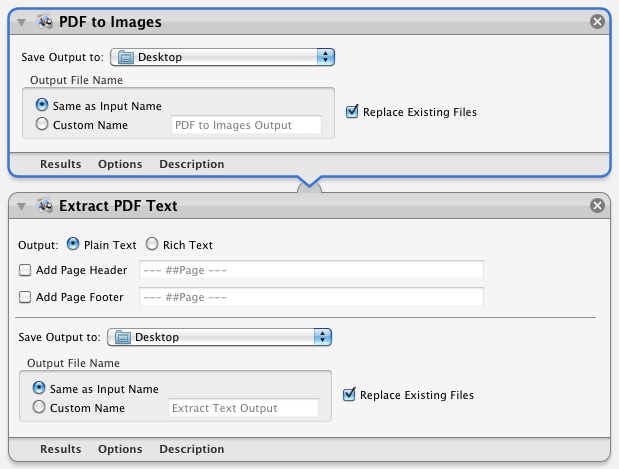 PDF to Images
Save Output to: Desktop
Output File Name
Same as Input Name
Custom Name PDF to Images Output
Replace Existing Files
Results Options Description
Extract PDF Text
Output: Plain Text Rich Text
Add Page Header --- ##Page ---
Add Page Footer --- ##Page ---
Save Output to: Desktop
Output File Name
Same as Input Name
Custom Name Extract Text Output
Replace Existing Files
Results Options Description